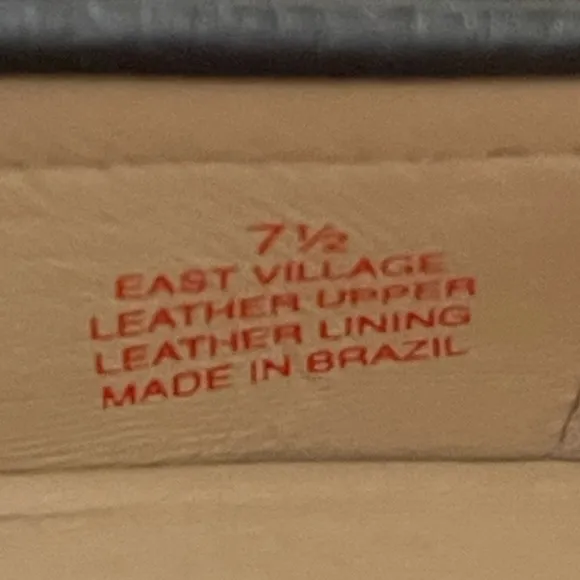 7½
EAST VILLAGE
LEATHER UPPER
LEATHER LINING
MADE IN BRAZIL